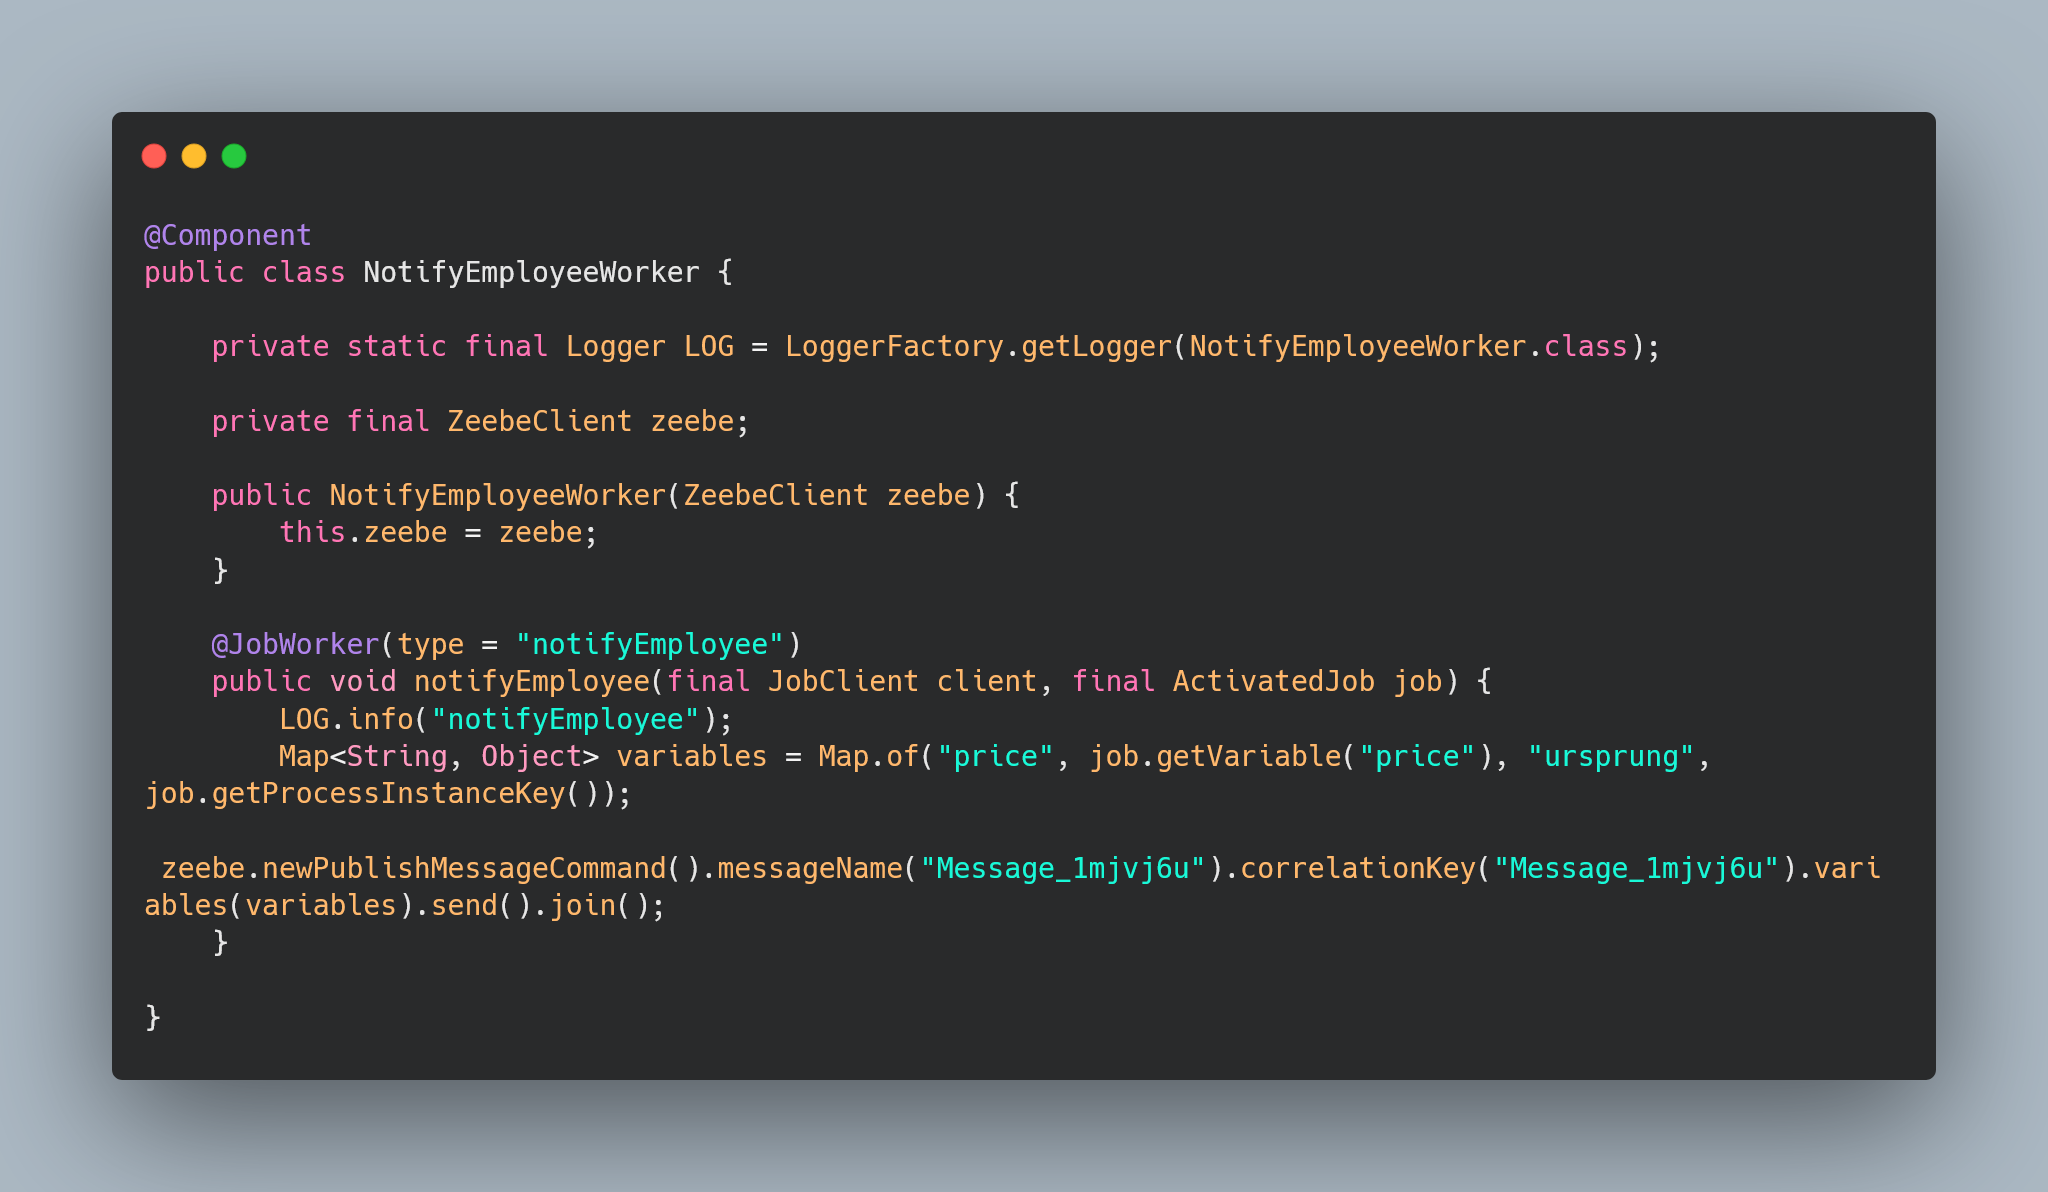 @Component
public class NotifyEmployeeWorker {
    private static final Logger LOG = LoggerFactory.getLogger(NotifyEmployeeWorker.class);
    private final ZeebeClient zeebe;
    public NotifyEmployeeWorker(ZeebeClient zeebe) {
        this.zeebe = zeebe;
    }
    @JobWorker(type = "notifyEmployee")
    public void notifyEmployee(final JobClient client, final ActivatedJob job) {
        LOG.info("notifyEmployee");
        Map<String, Object> variables = Map.of("price", job.getVariable("price"), "ursprung",
job.getProcessInstanceKey());
 zeebe.newPublishMessageCommand().messageName("Message_1mjvj6u").correlationKey("Message_1mjvj6u").vari
ables(variables).send().join();
    }
}